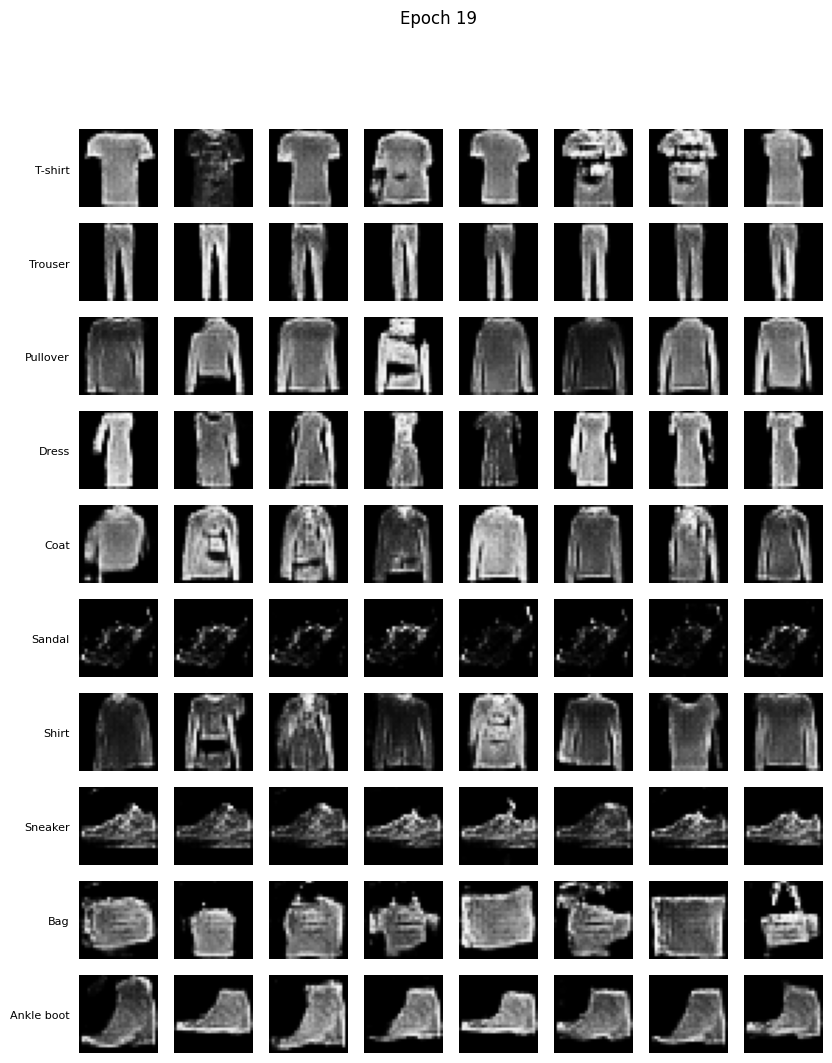 Epoch 19
T-shirt
Trouser
Pullover
Dress
Coat
Sandal
Shirt
Sneaker
Bag
Ankle boot